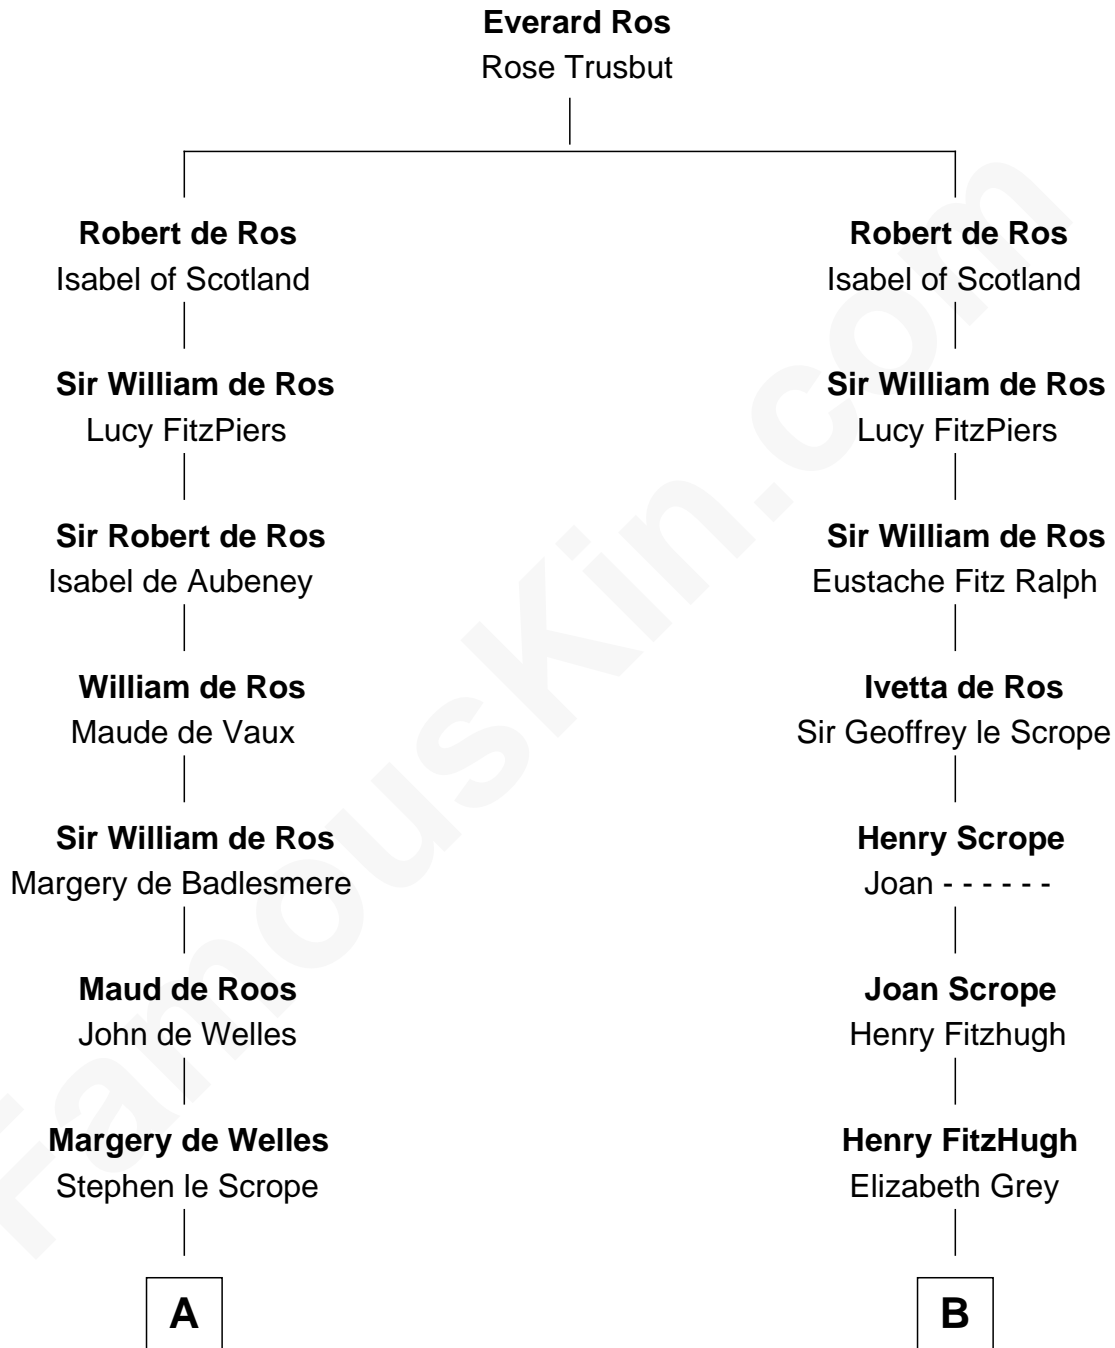 Everard Ros
Rose Trusbut
Robert de Ros
Isabel of Scotland
Sir William de Ros
Lucy FitzPiers
Sir Robert de Ros
Isabel de Aubeney
William de Ros
Maude de Vaux
Sir William de Ros
Margery de Badlesmere
Maud de Roos
John de Welles
Margery de Welles
Stephen le Scrope
A
Robert de Ros
Isabel of Scotland
Sir William de Ros
Lucy FitzPiers
Sir William de Ros
Eustache Fitz Ralph
Ivetta de Ros
Sir Geoffrey le Scrope
Henry Scrope
Joan - - - - - -
Joan Scrope
Henry Fitzhugh
Henry FitzHugh
Elizabeth Grey
B
FamousKin.com